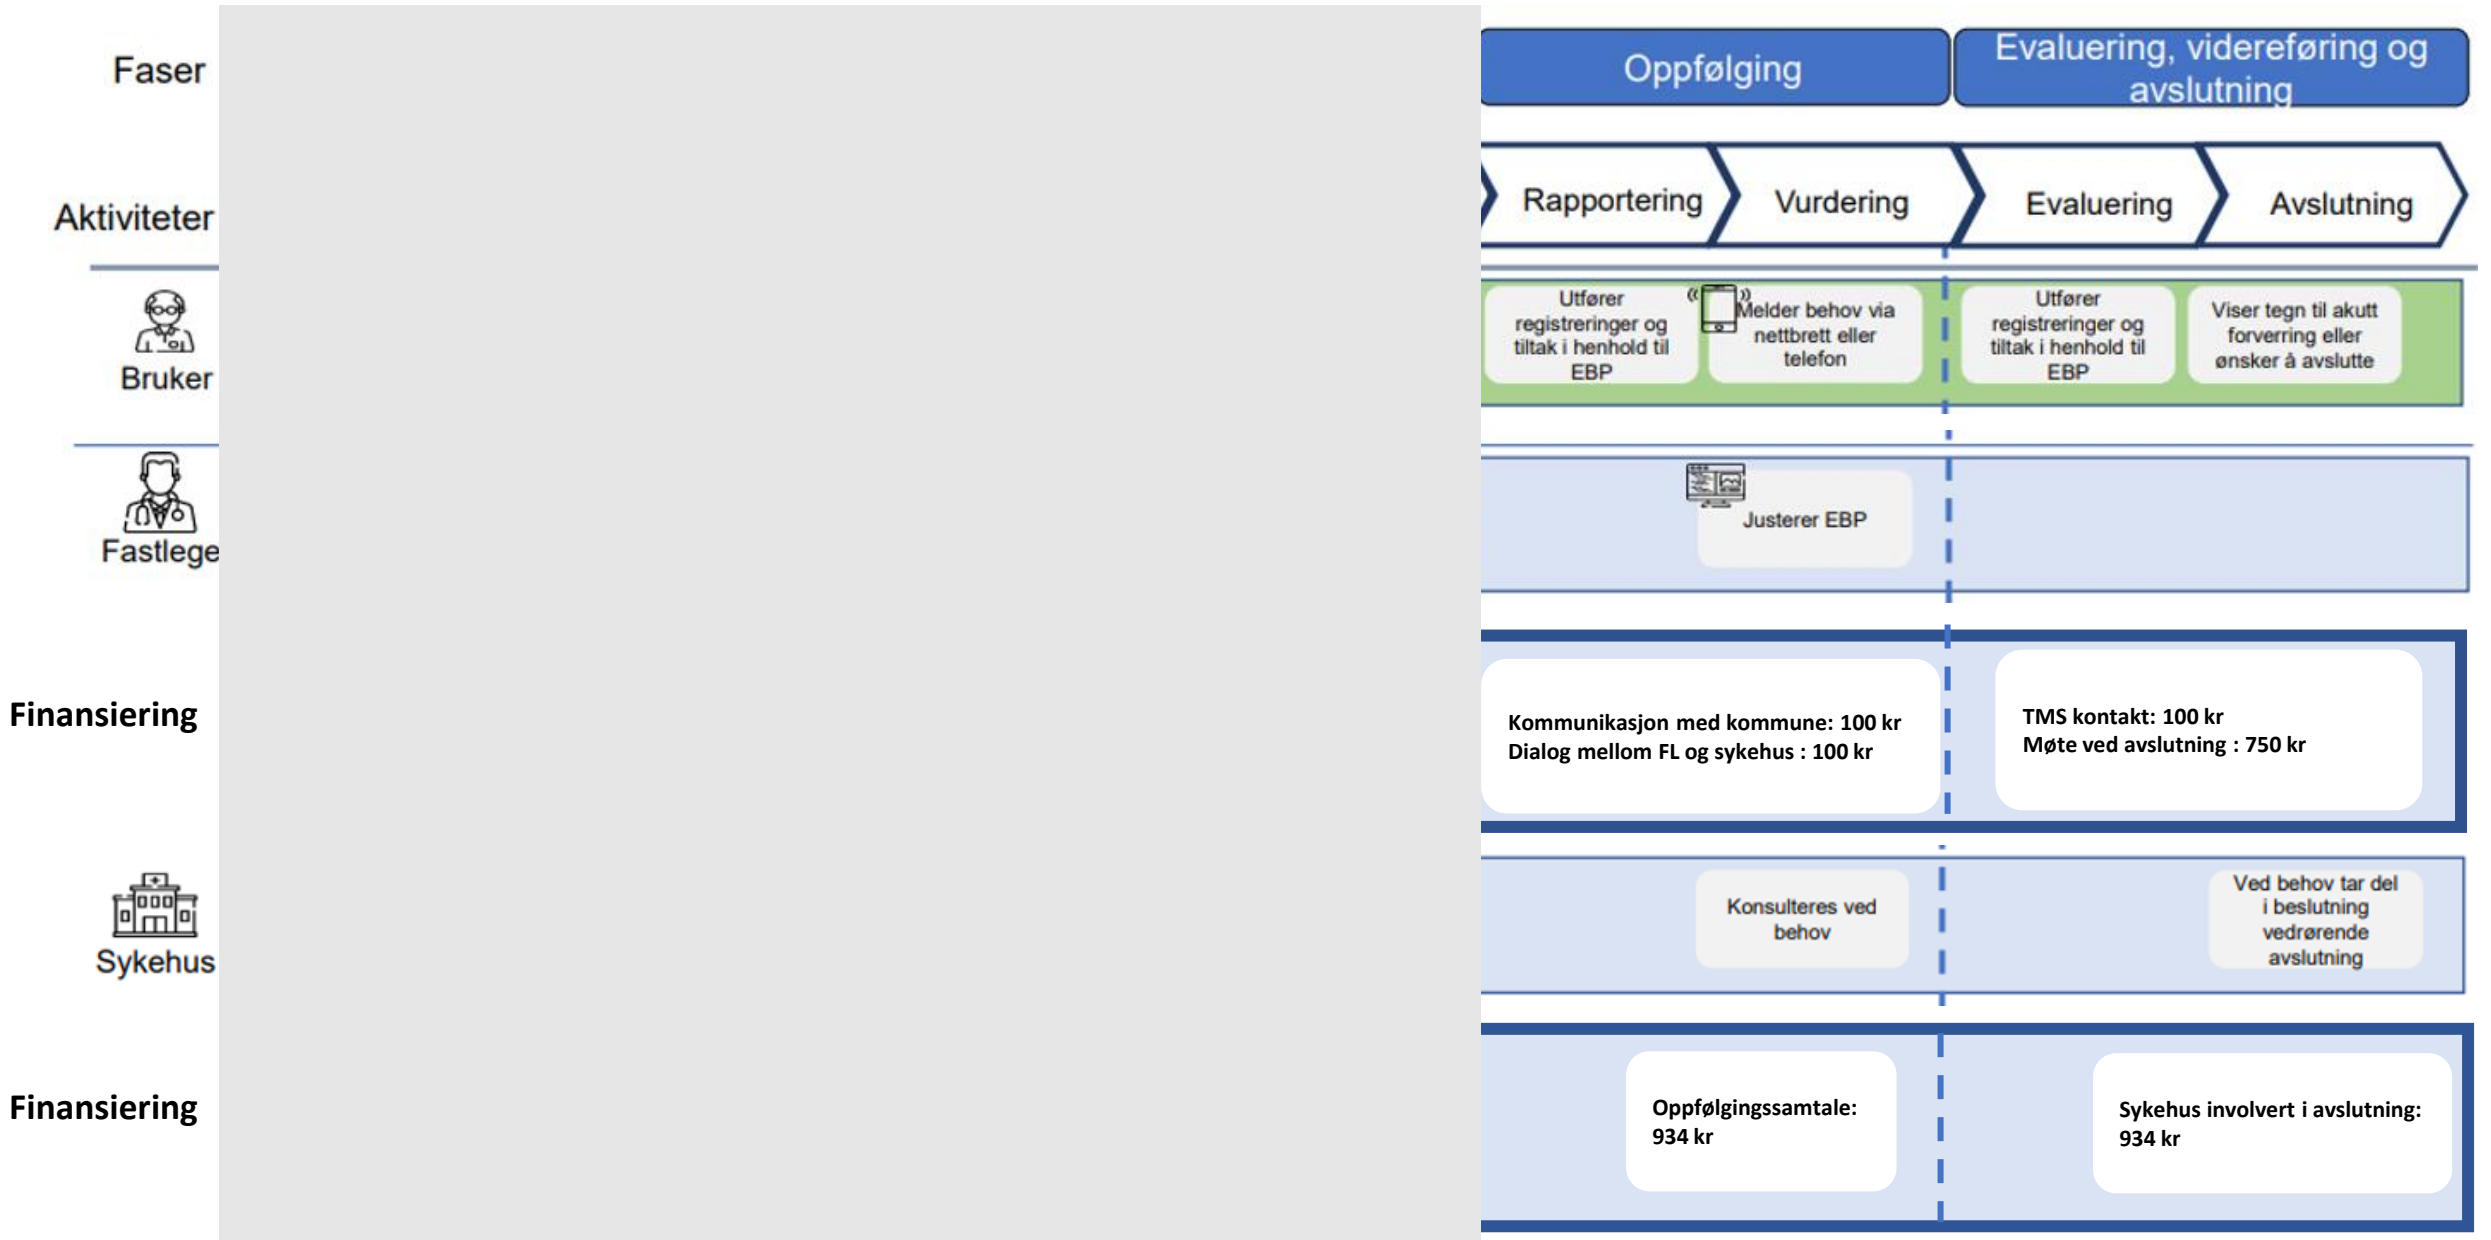 Faser
Oppfølging
Evaluering, videreføring og
avslutning
Aktiviteter
Rapportering
Vurdering
Evaluering
Avslutning
Bruker
Utfører
registreringer og
tiltak i henhold til
EBP
Melder behov via
nettbrett eller
telefon
Utfører
registreringer og
tiltak i henhold til
EBP
Viser tegn til akutt
forverring eller
ønsker å avslutte
Fastlege
Justerer EBP
Finansiering
Kommunikasjon med kommune: 100 kr
Dialog mellom FL og sykehus : 100 kr
TMS kontakt: 100 kr
Møte ved avslutning : 750 kr
Sykehus
Konsulteres ved
behov
Ved behov tar del
i beslutning
vedrørende
avslutning
Finansiering
Oppfølgingssamtale:
934 kr
Sykehus involvert i avslutning:
934 kr